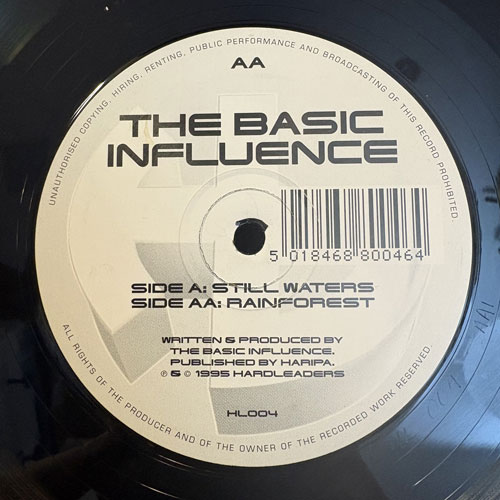 UNAUTHORISED COPYING, HIRING, RENTING, PUBLIC PERFORMANCE AND BROADCASTING OF THIS RECORD PROHIBITED.
AA
THE BASIC
INFLUENCE
5 018468 800464
SIDE A: STILL WATERS
SIDE AA: RAINFOREST
WRITTEN & PRODUCED BY
THE BASIC INFLUENCE.
PUBLISHED BY HARIPA.
℗ & © 1995 HARDLEADERS
HL004
ALL RIGHTS OF THE PRODUCER AND OF THE OWNER OF THE RECORDED WORK RESERVED.